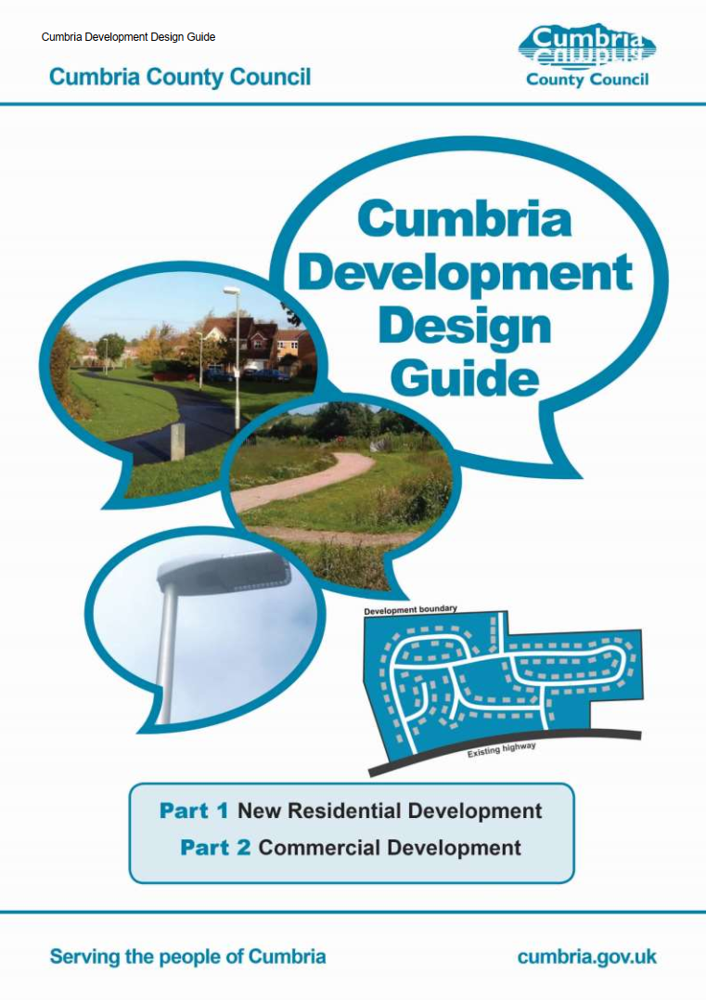 Cumbria Development Design Guide
Cumbria County Council
Cumbria
County Council
Cumbria
Development
Design
Guide
Development boundary
Existing highway
Part 1 New Residential Development
Part 2 Commercial Development
Serving the people of Cumbria
cumbria.gov.uk